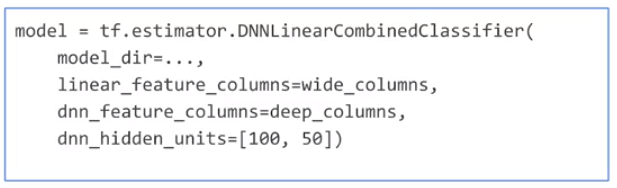 model = tf.estimator.DNNLinearCombinedClassifier(
    model_dir=...,
    linear_feature_columns=wide_columns,
    dnn_feature_columns=deep_columns,
    dnn_hidden_units=[100, 50])